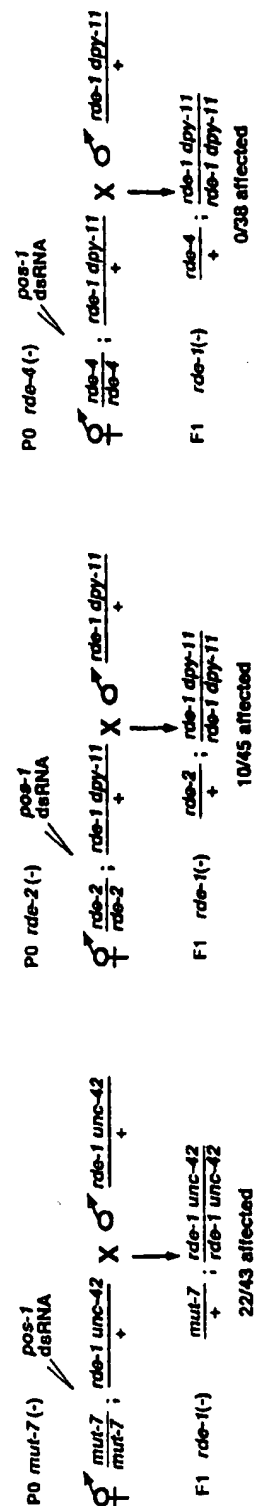 P0 mut-7 (-)
pos-1
dsRNA
mut-7
mut-7
;
rde-1 unc-42
+
X
rde-1 unc-42
+
F1 rde-1(-)
mut-7
+
;
rde-1 unc-42
rde-1 unc-42
22/43 affected
P0 rde-2 (-)
pos-1
dsRNA
rde-2
rde-2
;
rde-1 dpy-11
+
X
rde-1 dpy-11
+
F1 rde-1(-)
rde-2
+
;
rde-1 dpy-11
rde-1 dpy-11
10/45 affected
P0 rde-4 (-)
pos-1
dsRNA
rde-4
rde-4
;
rde-1 dpy-11
+
X
rde-1 dpy-11
+
F1 rde-1(-)
rde-4
+
;
rde-1 dpy-11
rde-1 dpy-11
0/38 affected